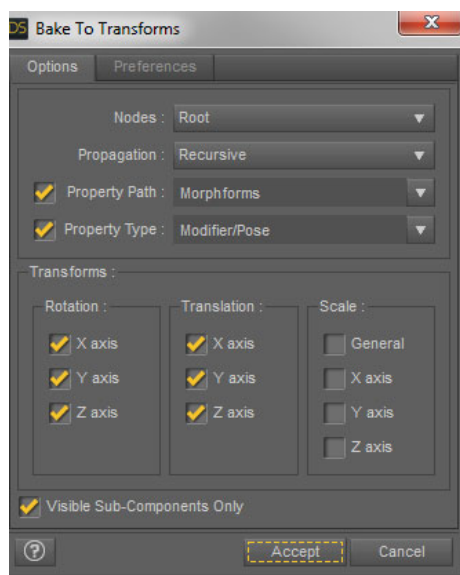 DS Bake To Transforms
Options Preferences
Nodes : Root
Propagation : Recursive
Property Path : Morphforms
Property Type : Modifier/Pose
Transforms :
Rotation : Translation : Scale :
X axis X axis General
Y axis Y axis X axis
Z axis Z axis Y axis
Z axis
Visible Sub-Components Only
? Accept Cancel